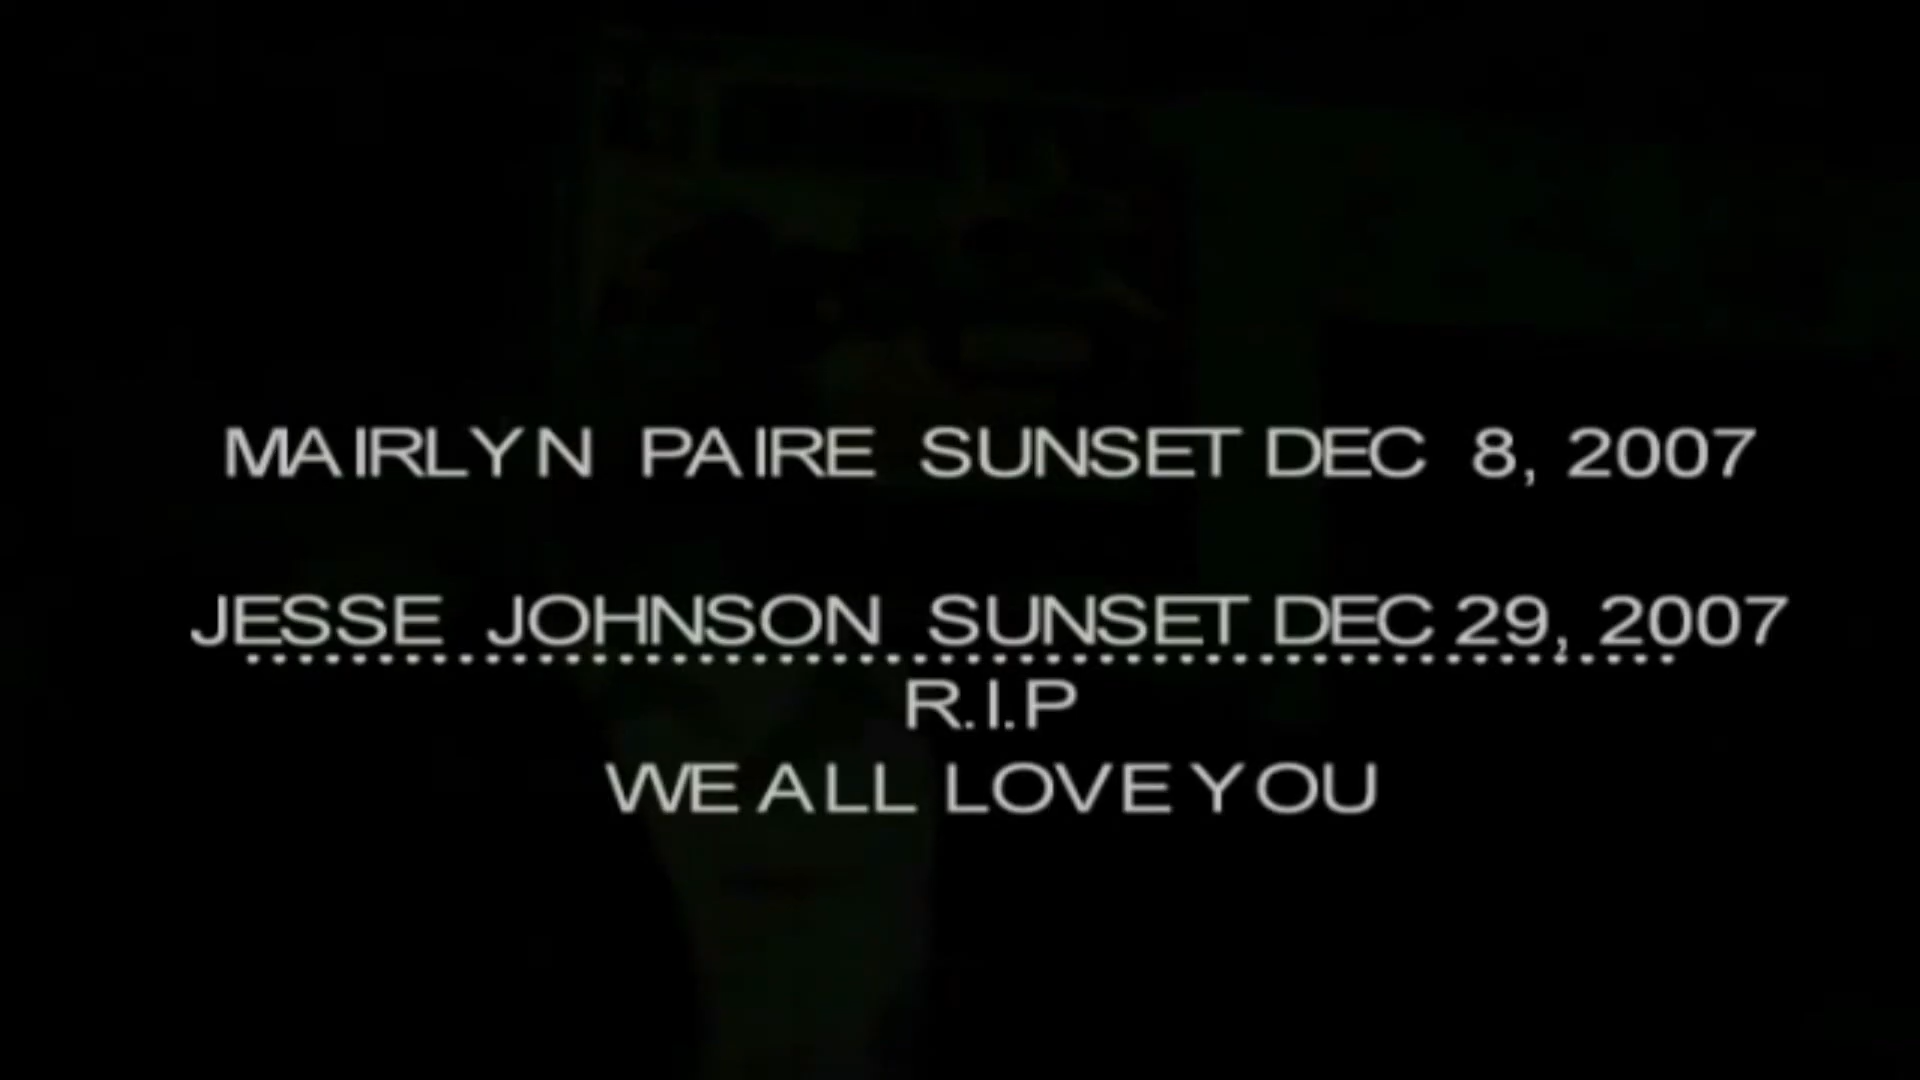 MAIRLYN PAIRE SUNSET DEC 8, 2007
JESSE JOHNSON SUNSET DEC 29, 2007
R.I.P
WE ALL LOVE YOU